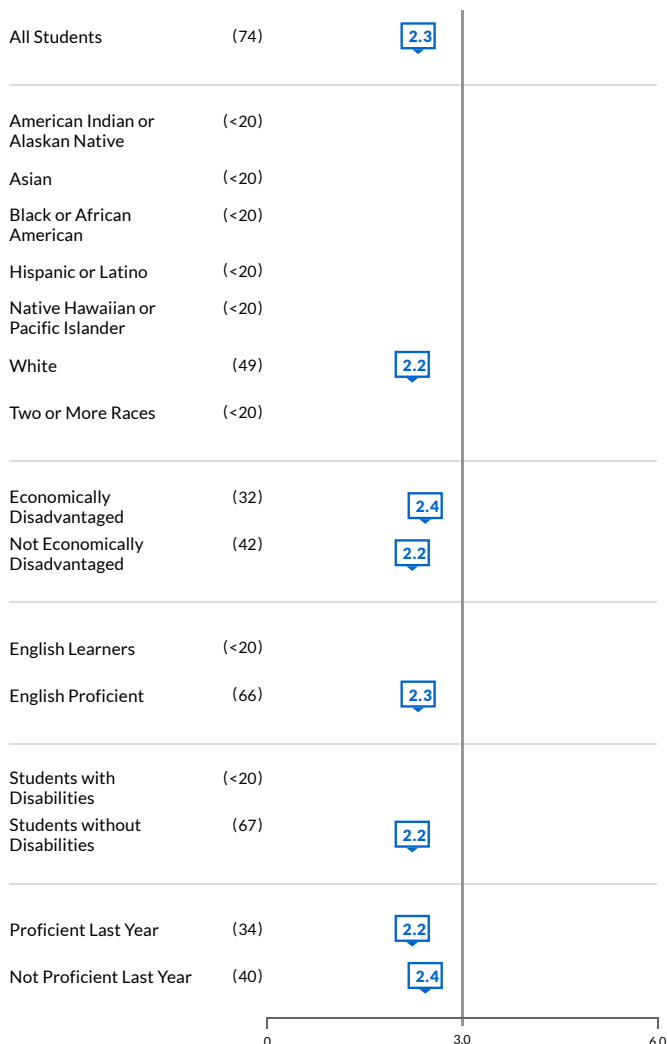 All Students (74) 2.3
American Indian or (<20)
Alaskan Native
Asian (<20)
Black or African (<20)
American
Hispanic or Latino (<20)
Native Hawaiian or (<20)
Pacific Islander
White (49) 2.2
Two or More Races (<20)
Economically (32) 2.4
Disadvantaged
Not Economically (42) 2.2
Disadvantaged
English Learners (<20)
English Proficient (66) 2.3
Students with (<20)
Disabilities
Students without (67) 2.2
Disabilities
Proficient Last Year (34) 2.2
Not Proficient Last Year (40) 2.4
0 3.0 6.0